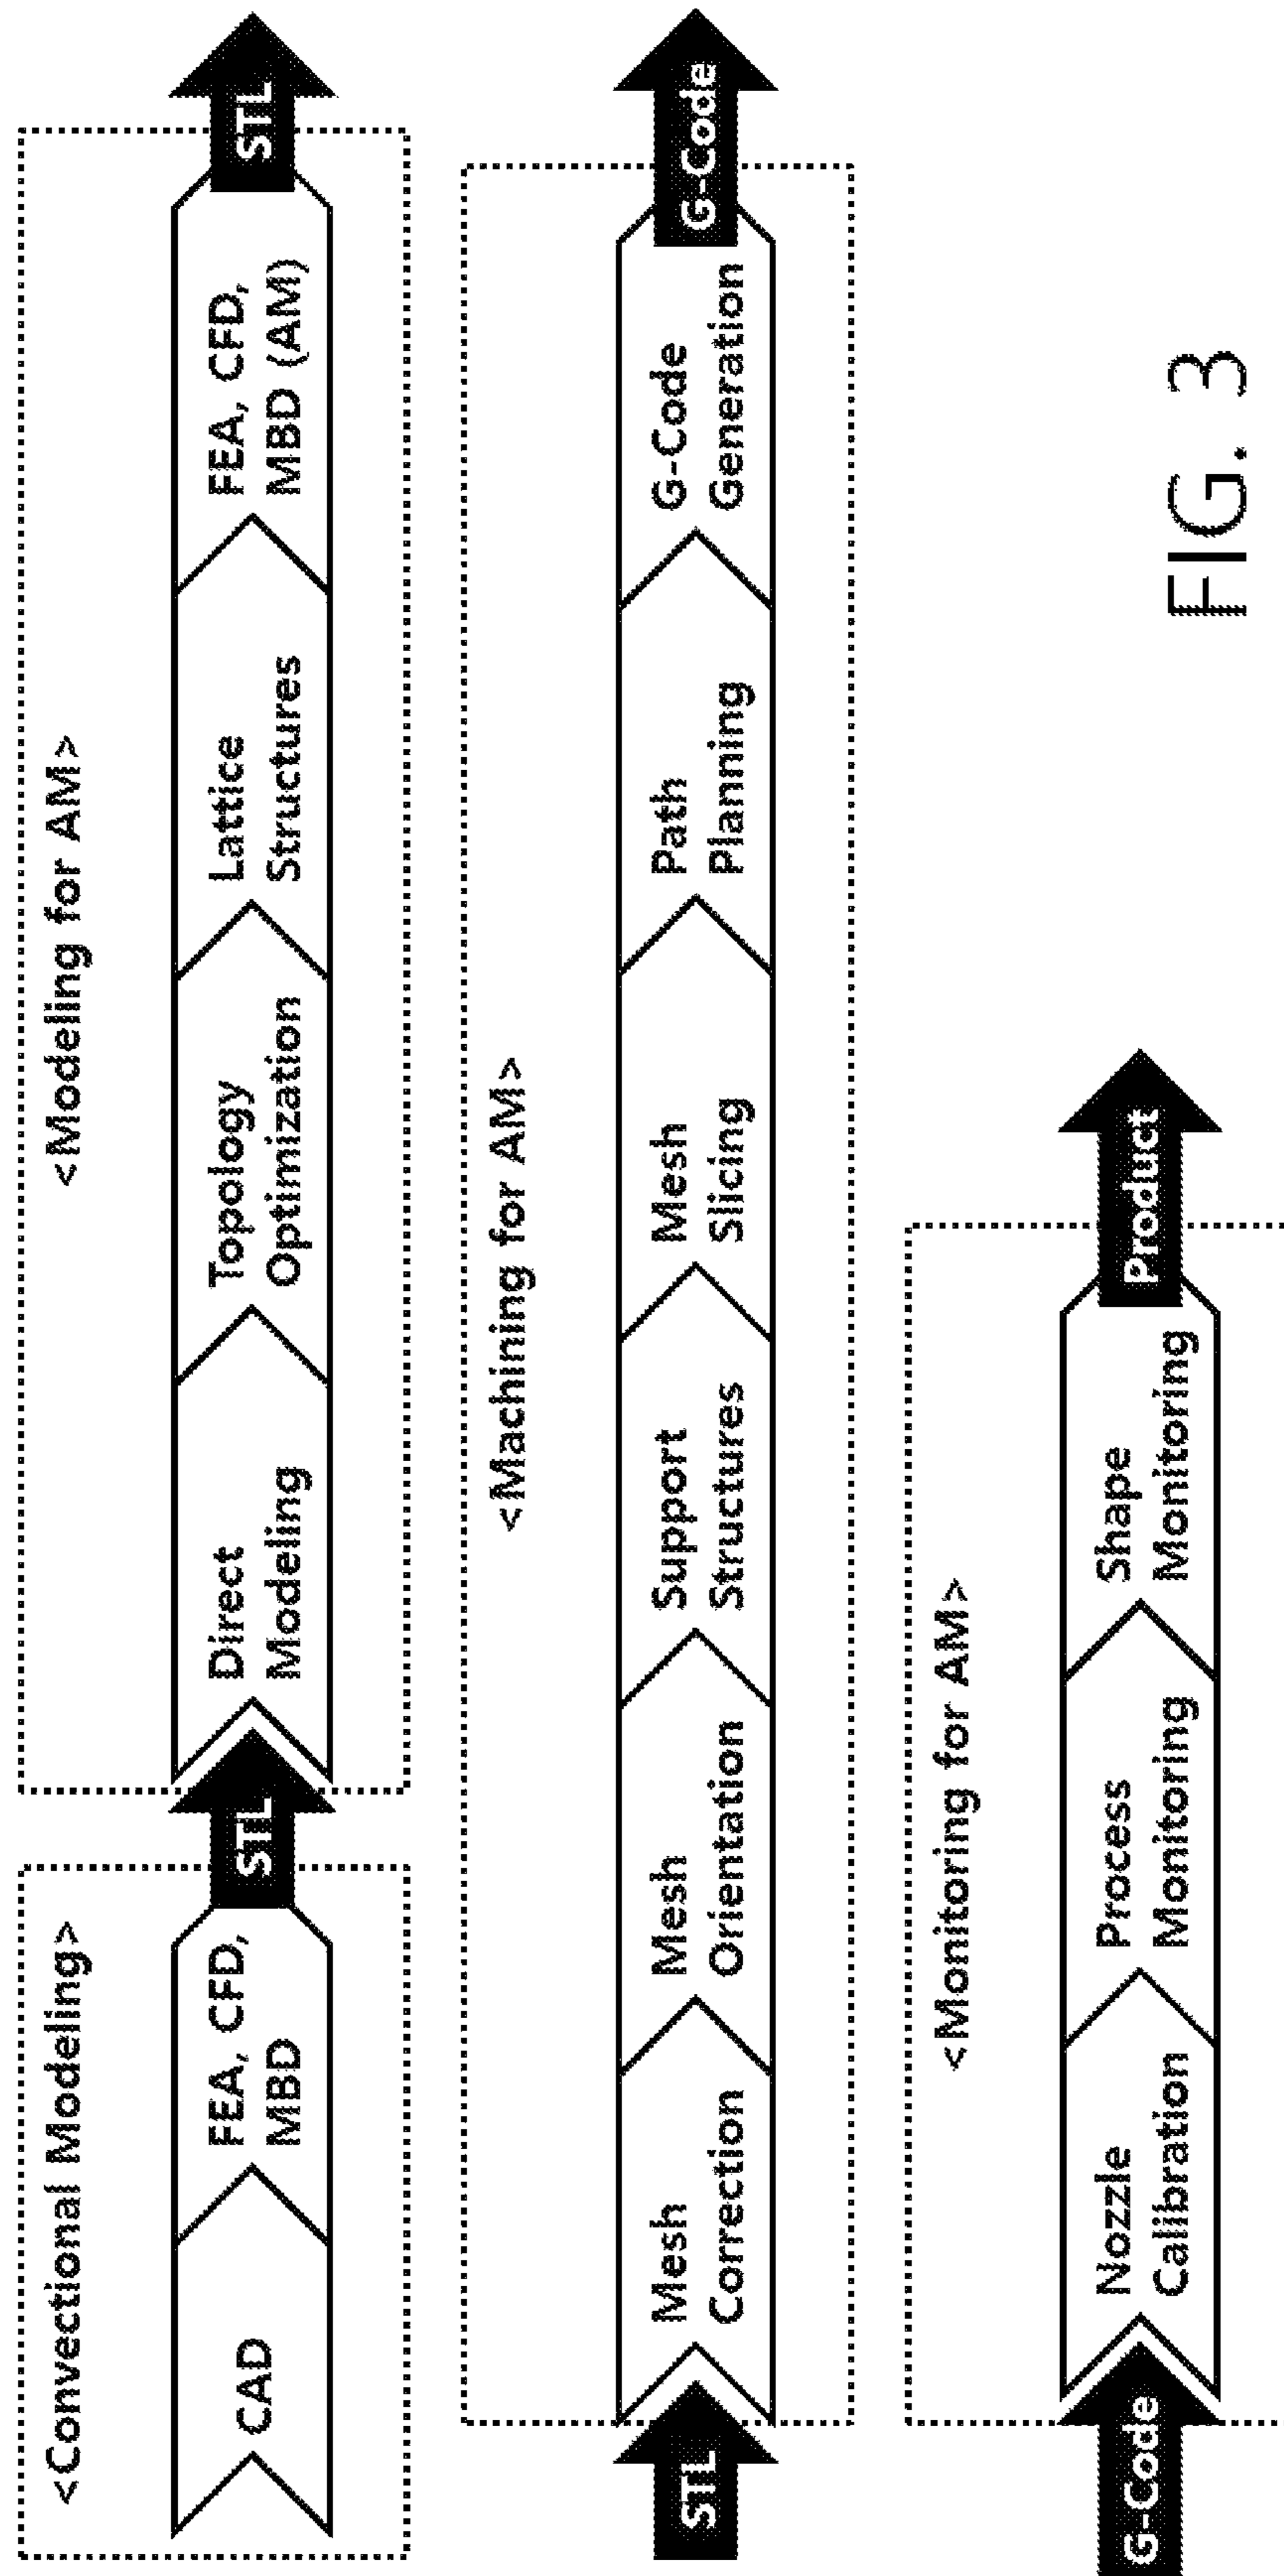 <Convectional Modeling>
CAD
FEA, CFD,
MBD
STL
<Modeling for AM>
Direct
Modeling
Topology
Optimization
Lattice
Structures
FEA, CFD,
MBD (AM)
STL
<Machining for AM>
STL
Mesh
Correction
Mesh
Orientation
Support
Structures
Mesh
Slicing
Path
Planning
G-Code
Generation
G-Code
<Monitoring for AM>
G-Code
Nozzle
Calibration
Process
Monitoring
Shape
Monitoring
Product
FIG. 3